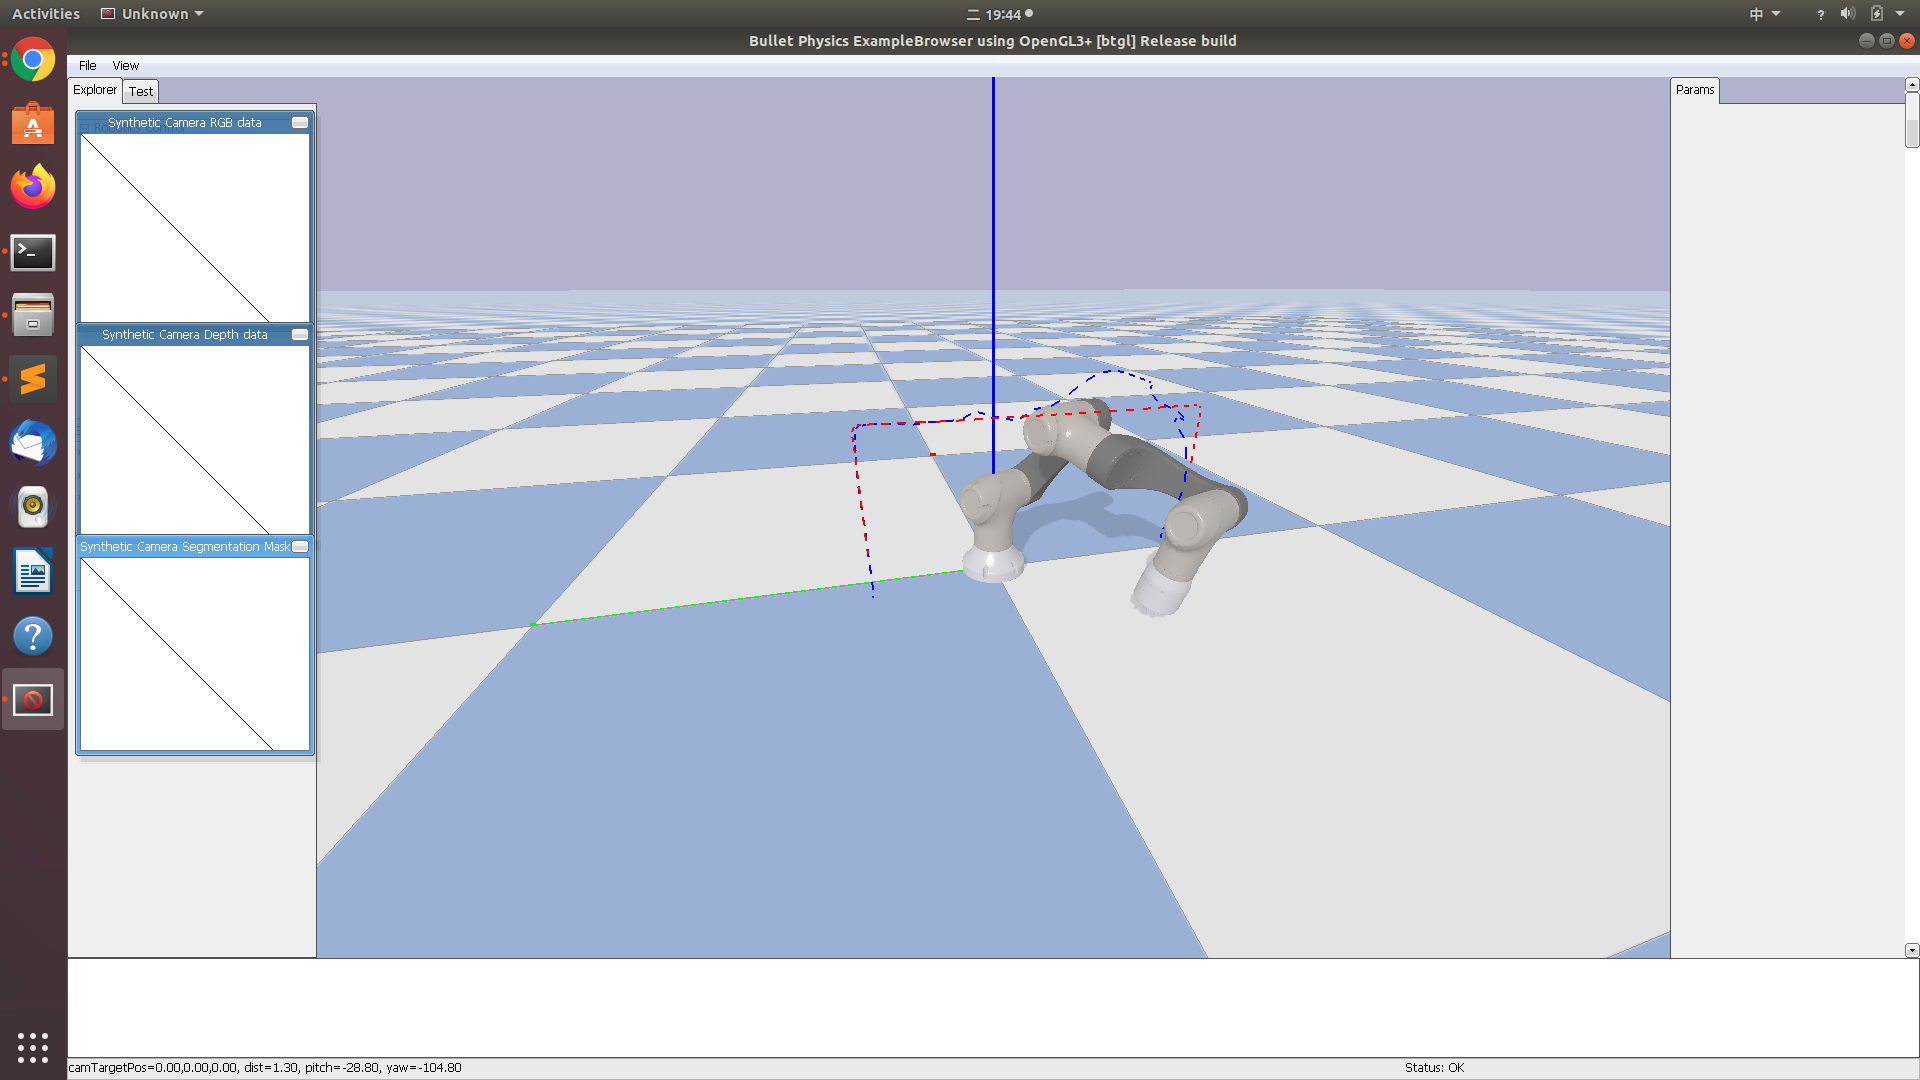 Activities
Unknown
二 19:44
中
?
Bullet Physics ExampleBrowser using OpenGL3+ [btgl] Release build
File View
Explorer Test
Params
Synthetic Camera RGB data
Synthetic Camera Depth data
Synthetic Camera Segmentation Mask
camTargetPos=0.00,0.00,0.00, dist=1.30, pitch=-28.80, yaw=-104.80
Status: OK